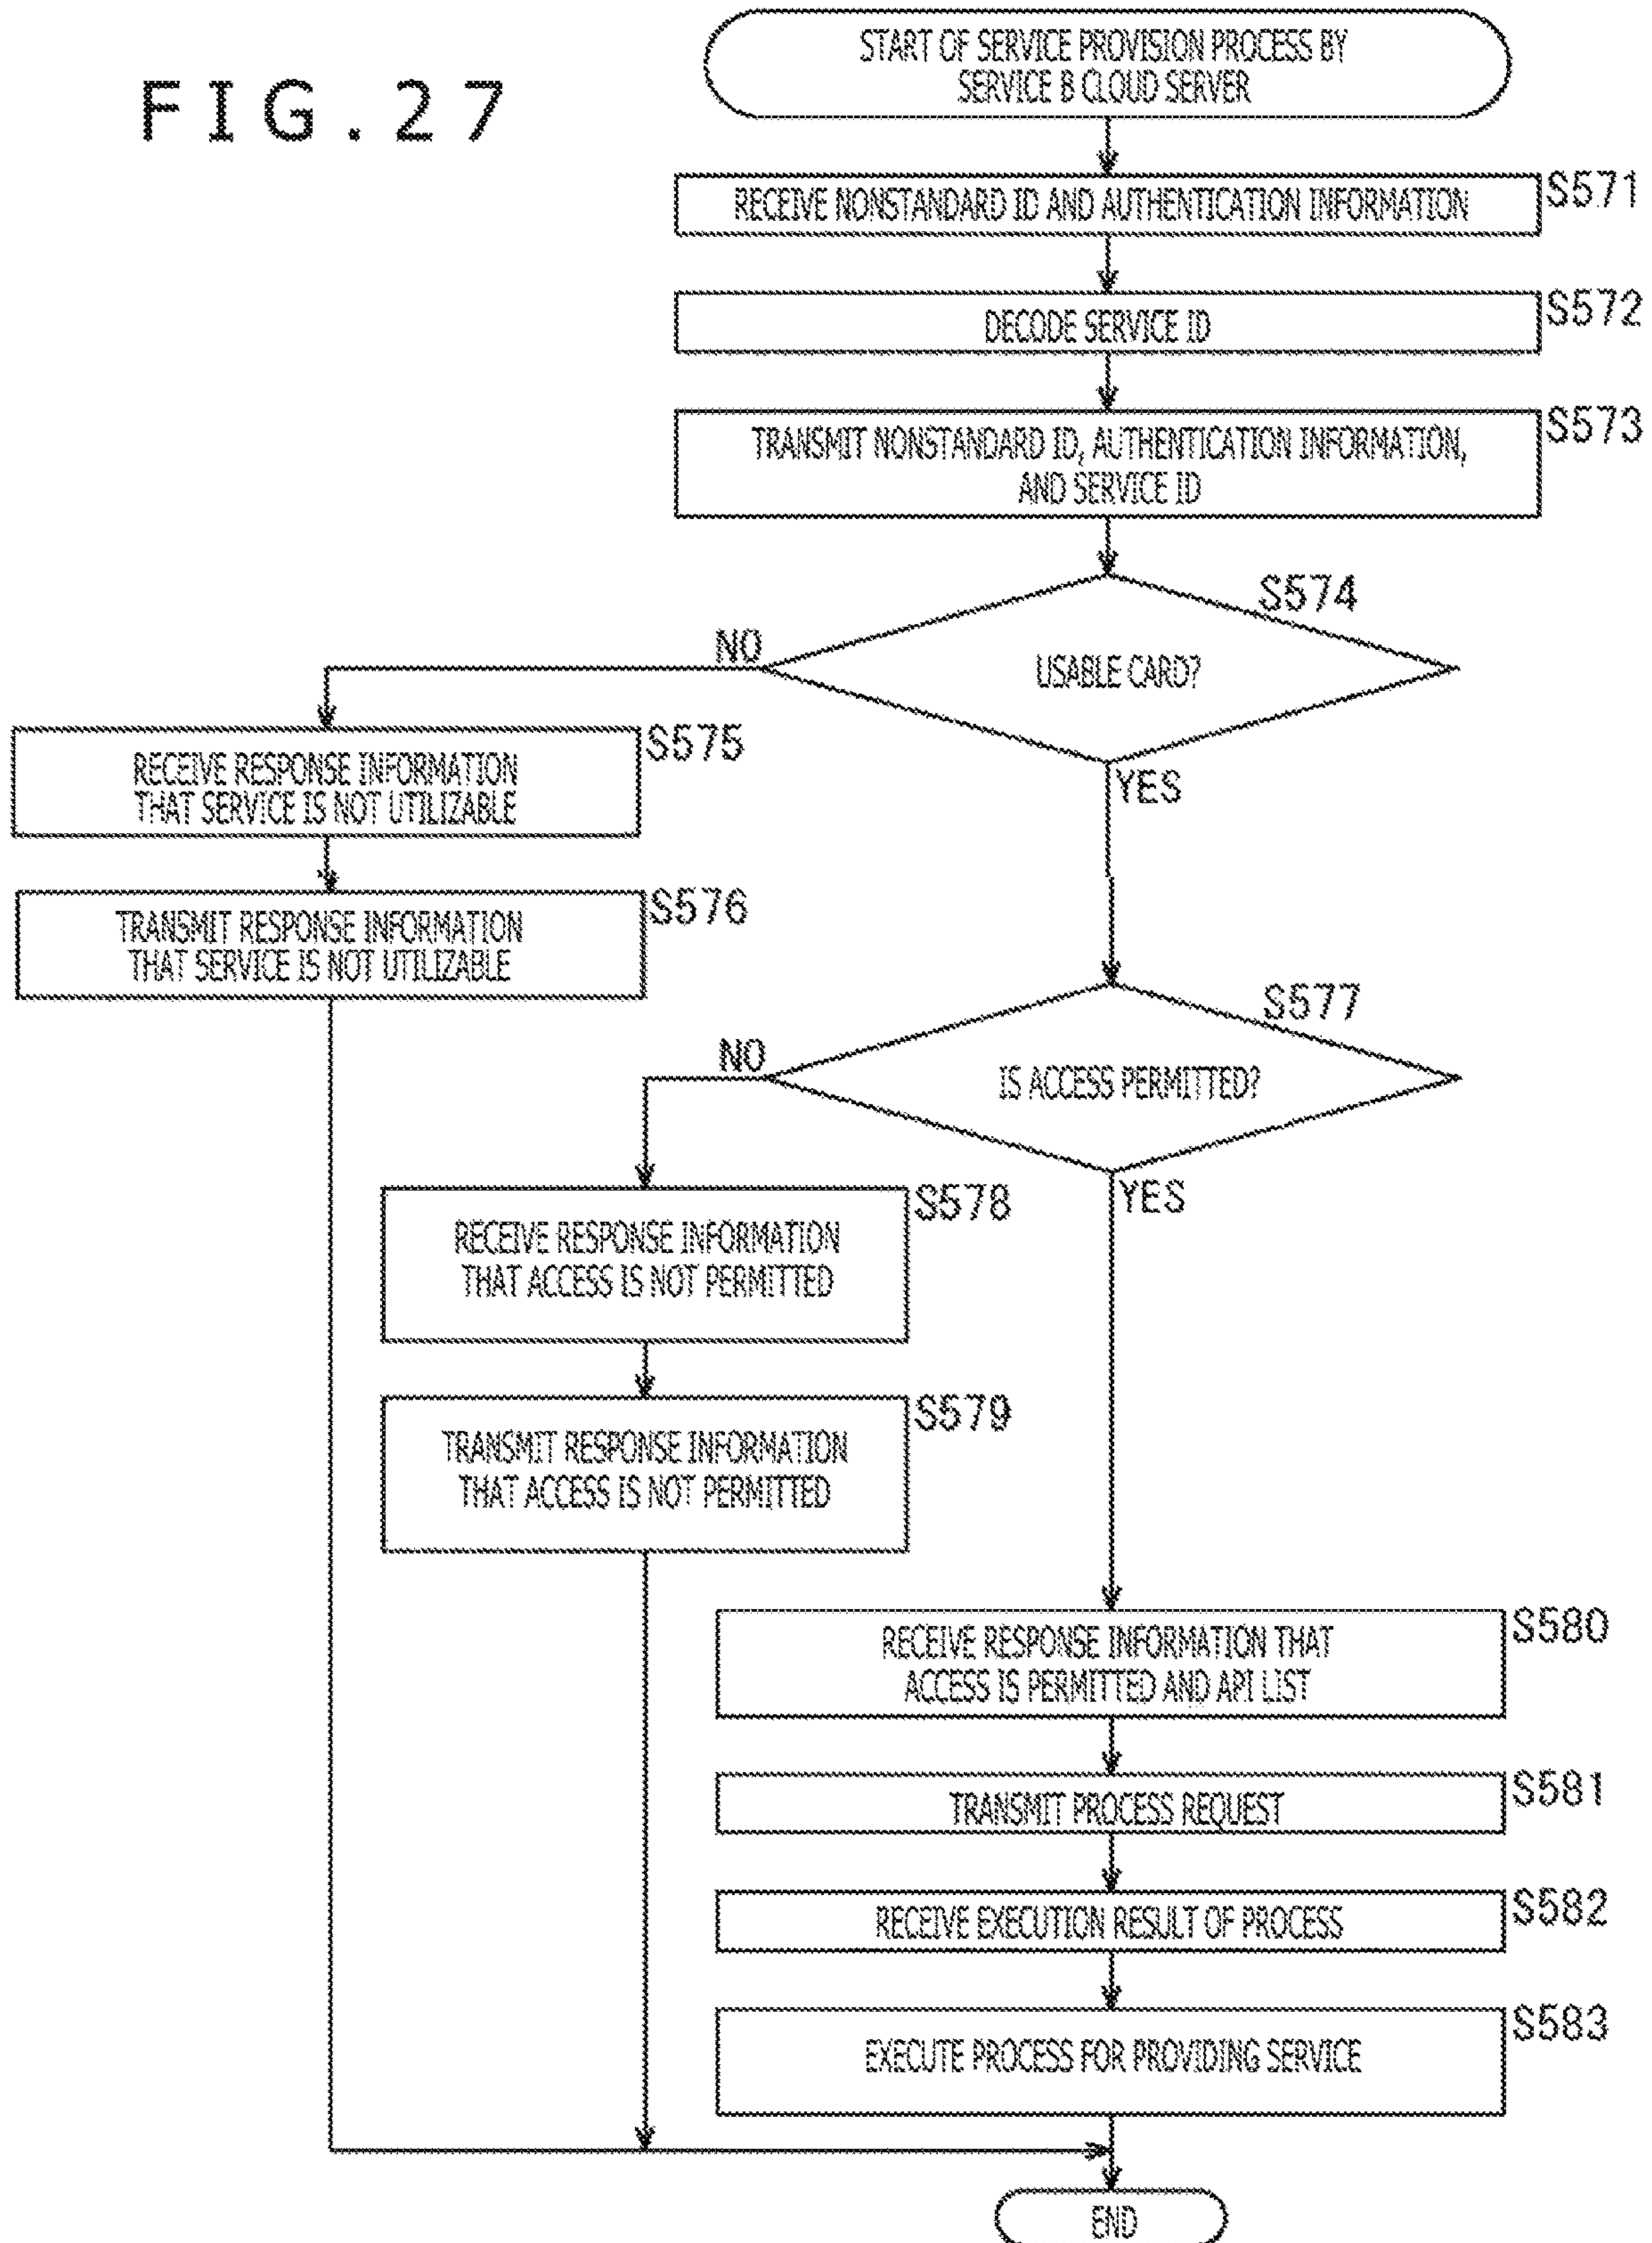 FIG.27
START OF SERVICE PROVISION PROCESS BY
SERVICE B CLOUD SERVER
RECEIVE NONSTANDARD ID AND AUTHENTICATION INFORMATION
S571
DECODE SERVICE ID
S572
TRANSMIT NONSTANDARD ID, AUTHENTICATION INFORMATION,
AND SERVICE ID
S573
S574
USABLE CARD?
NO
YES
RECEIVE RESPONSE INFORMATION
THAT SERVICE IS NOT UTILIZABLE
S575
TRANSMIT RESPONSE INFORMATION
THAT SERVICE IS NOT UTILIZABLE
S576
S577
IS ACCESS PERMITTED?
NO
YES
RECEIVE RESPONSE INFORMATION
THAT ACCESS IS NOT PERMITTED
S578
TRANSMIT RESPONSE INFORMATION
THAT ACCESS IS NOT PERMITTED
S579
RECEIVE RESPONSE INFORMATION THAT
ACCESS IS PERMITTED AND API LIST
S580
TRANSMIT PROCESS REQUEST
S581
RECEIVE EXECUTION RESULT OF PROCESS
S582
EXECUTE PROCESS FOR PROVIDING SERVICE
S583
END